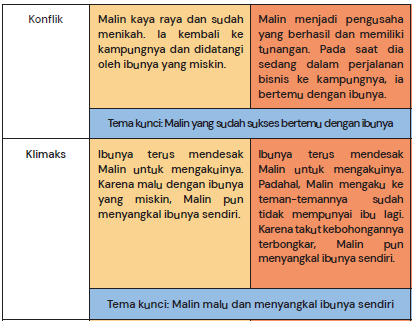 Konflik
Malin kaya raya dan sudah
menikah. Ia kembali ke
kampungnya dan didatangi
oleh ibunya yang miskin.
Malin menjadi pengusaha
yang berhasil dan memiliki
tunangan. Pada saat dia
sedang dalam perjalanan
bisnis ke kampungnya, ia
bertemu dengan ibunya.
Tema kunci: Malin yang sudah sukses bertemu dengan ibunya
Klimaks
Ibunya terus mendesak
Malin untuk mengakuinya.
Karena malu dengan ibunya
yang miskin, Malin pun
menyangkal ibunya sendiri.
Ibunya terus mendesak
Malin untuk mengakuinya.
Padahal, Malin mengaku ke
teman-temannya sudah
tidak mempunyai ibu lagi.
Karena takut kebohongannya
terbongkar, Malin pun
menyangkal ibunya sendiri.
Tema kunci: Malin malu dan menyangkal ibunya sendiri